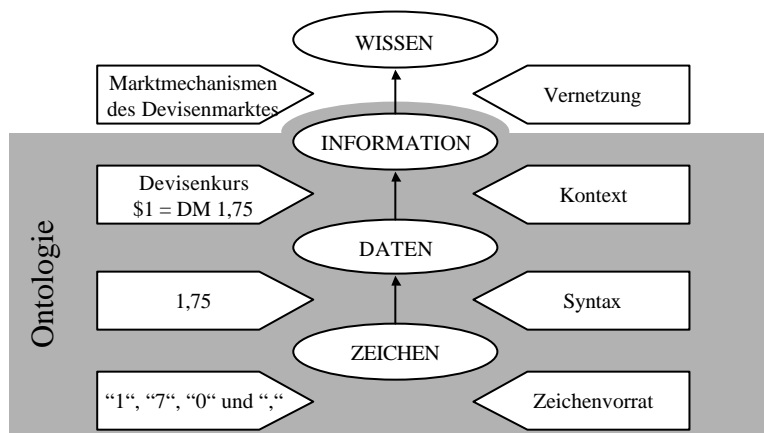 WISSEN
Marktmechanismen
des Devisenmarktes
Vernetzung
INFORMATION
Devisenkurs
$1 = DM 1,75
Kontext
DATEN
Ontologie
1,75
Syntax
ZEICHEN
“1“, “7“, “0“ und “,“
Zeichenvorrat